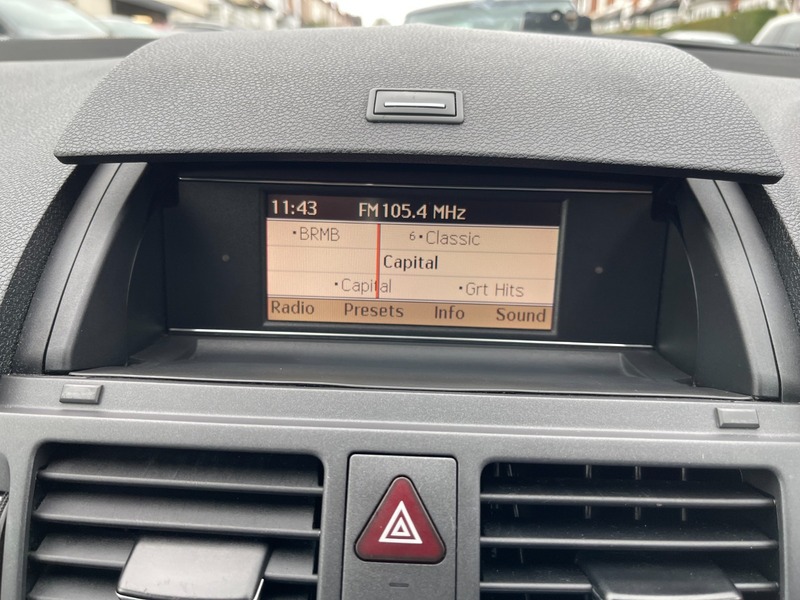 11:43 FM 105.4 MHz
•BRMB 6•Classic
Capital
•Capital •Grt Hits
Radio Presets Info Sound